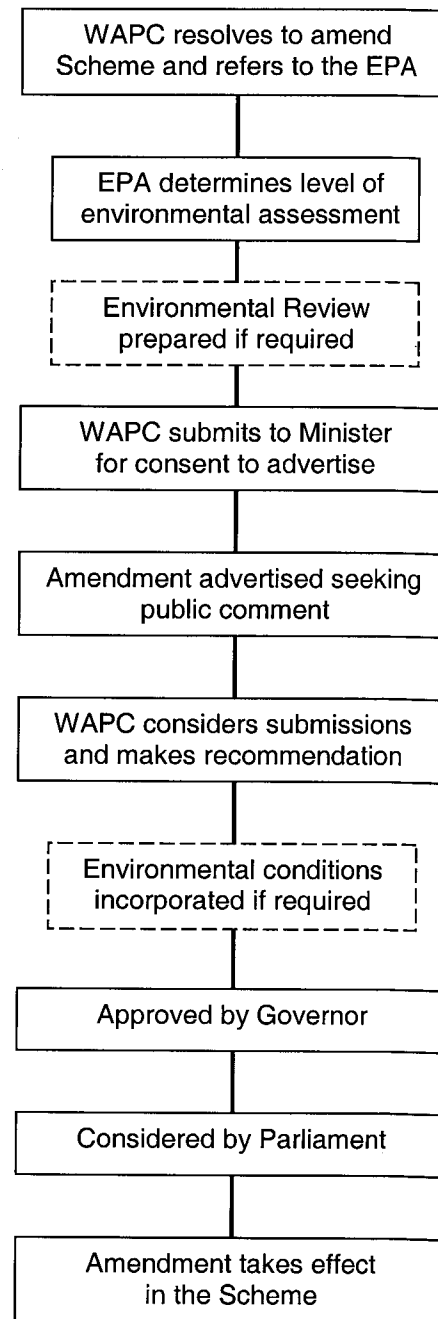 WAPC resolves to amend
Scheme and refers to the EPA
EPA determines level of
environmental assessment
Environmental Review
prepared if required
WAPC submits to Minister
for consent to advertise
Amendment advertised seeking
public comment
WAPC considers submissions
and makes recommendation
Environmental conditions
incorporated if required
Approved by Governor
Considered by Parliament
Amendment takes effect
in the Scheme